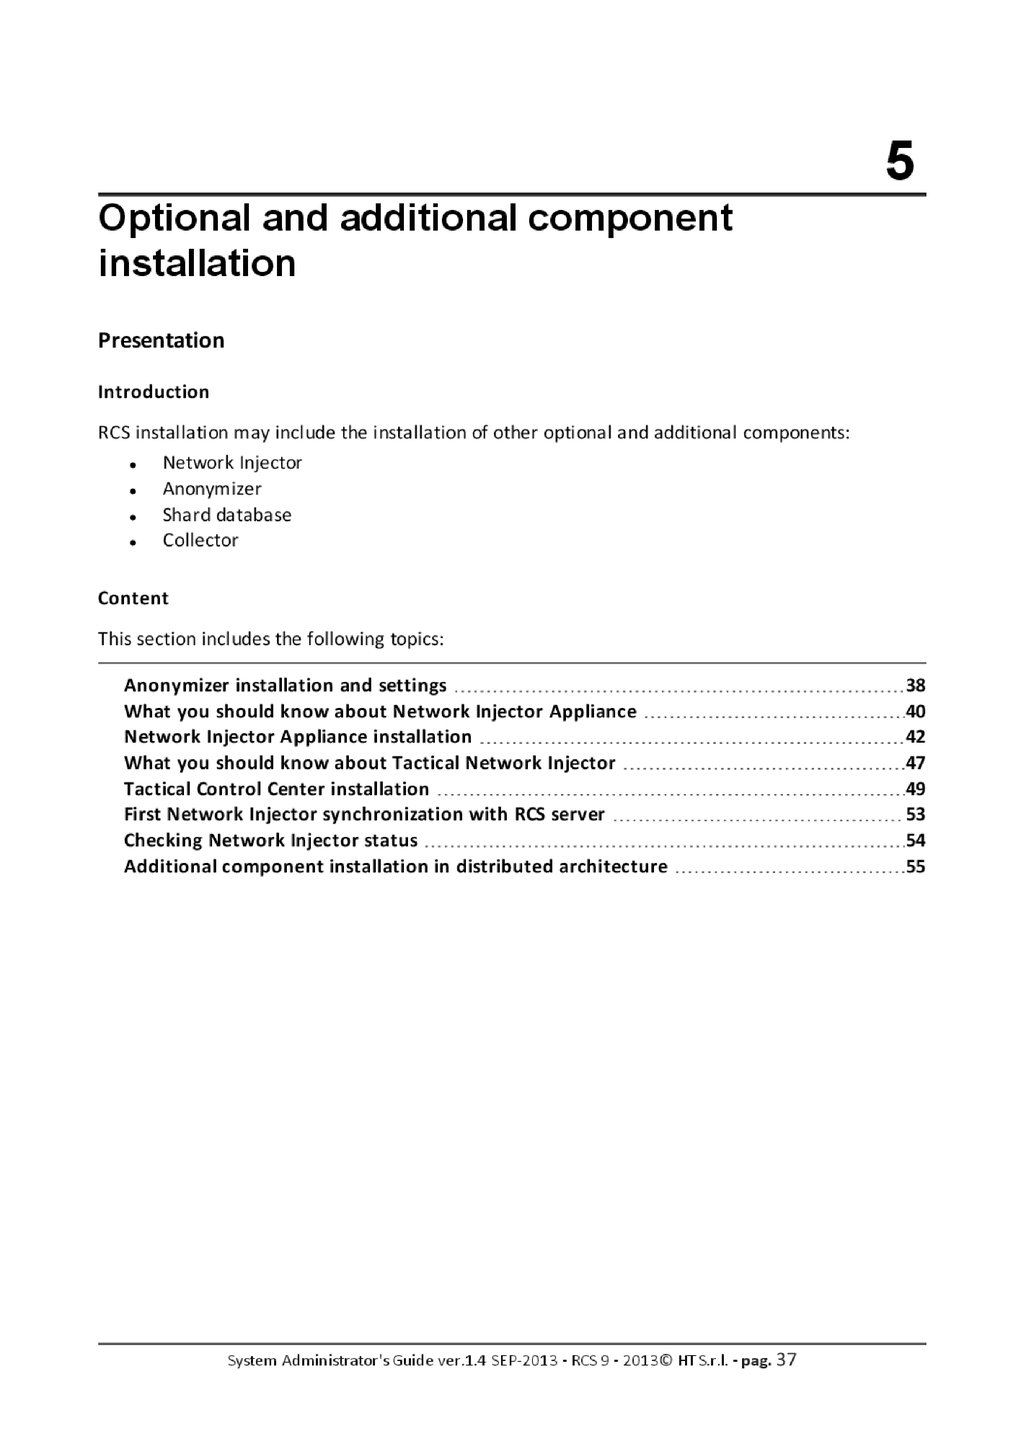 5
Optional and additional component
installation
Presentation
Introduction
RCS installation may include the installation of other optional and additional components:
• Network Injector
• Anonymizer
• Shard database
• Collector
Content
This section includes the following topics:
Anonymizer installation and settings 38
What you should know about Network Injector Appliance 40
Network Injector Appliance installation 42
What you should know about Tactical Network Injector 47
Tactical Control Center installation 49
First Network Injector synchronization with RCS server 53
Checking Network Injector status 54
Additional component installation in distributed architecture 55
System Administrator's Guide ver.1.4 SEP-2013 - RCS 9 - 2013© HT S.r.l. - pag. 37